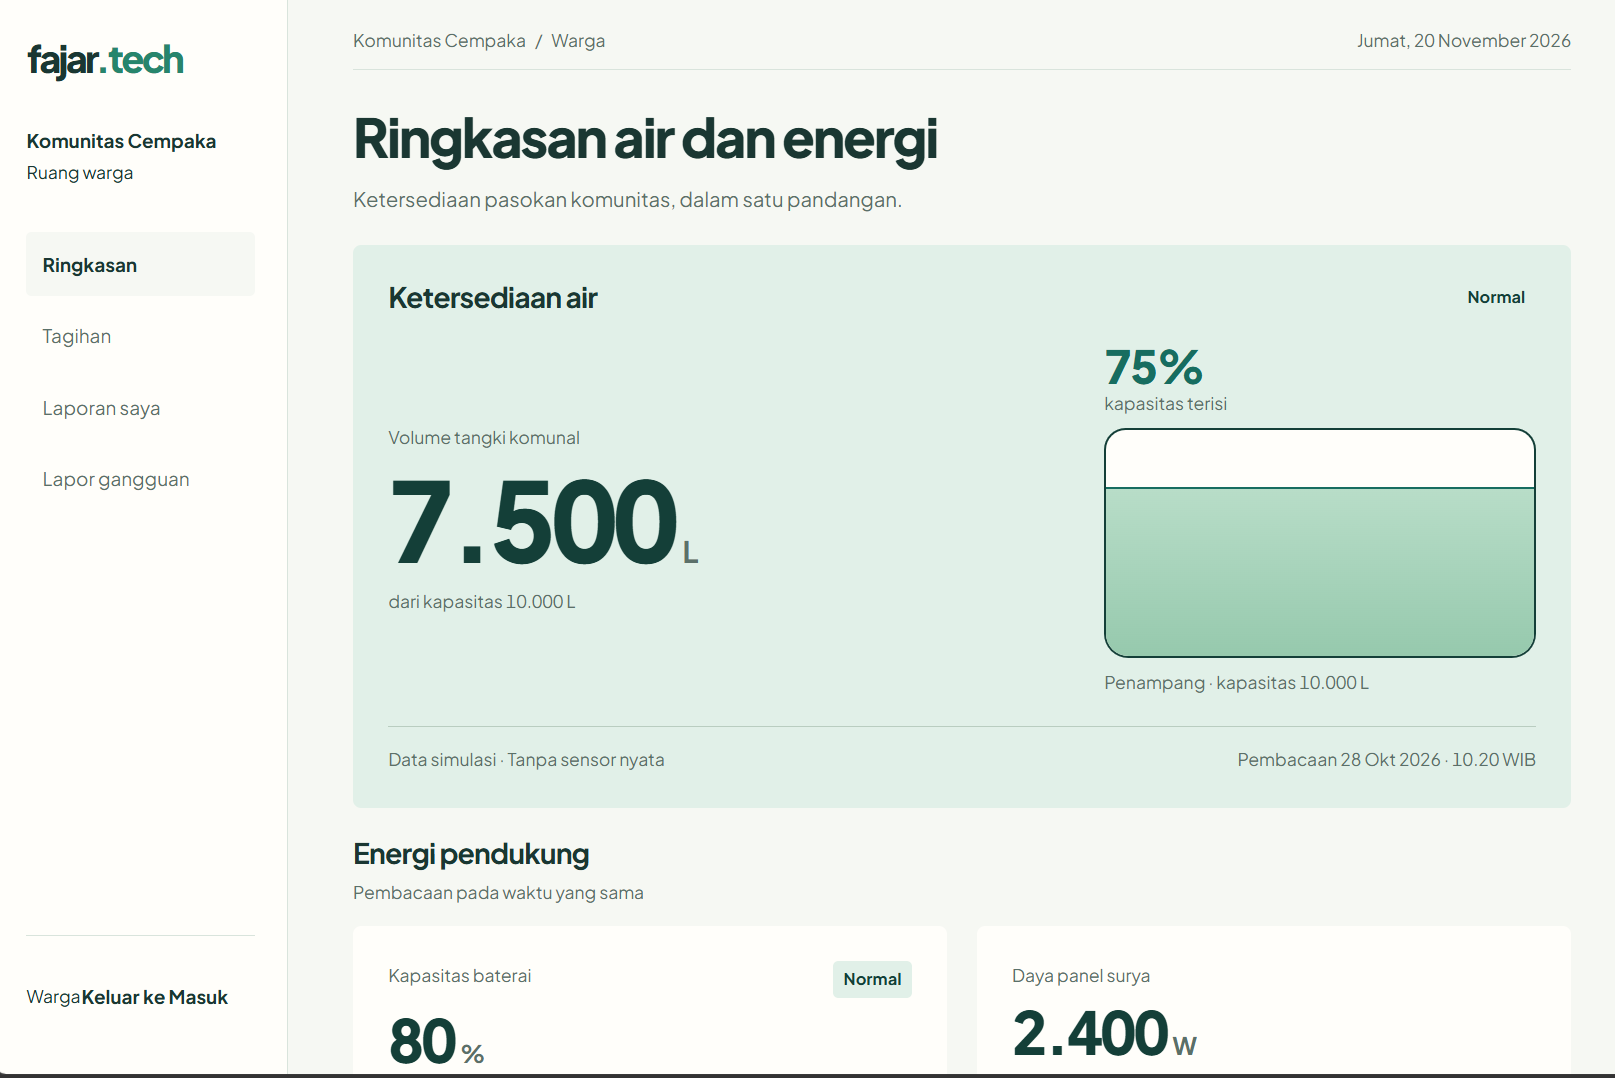 fajar.tech
Komunitas Cempaka
Ruang warga
Ringkasan
Tagihan
Laporan saya
Lapor gangguan
Warga Keluar ke Masuk
Komunitas Cempaka / Warga
Jumat, 20 November 2026
Ringkasan air dan energi
Ketersediaan pasokan komunitas, dalam satu pandangan.
Ketersediaan air
Normal
Volume tangki komunal
7.500 L
dari kapasitas 10.000 L
75%
kapasitas terisi
Penampang · kapasitas 10.000 L
Data simulasi · Tanpa sensor nyata
Pembacaan 28 Okt 2026 · 10.20 WIB
Energi pendukung
Pembacaan pada waktu yang sama
Kapasitas baterai
Normal
80 %
Daya panel surya
2.400 W